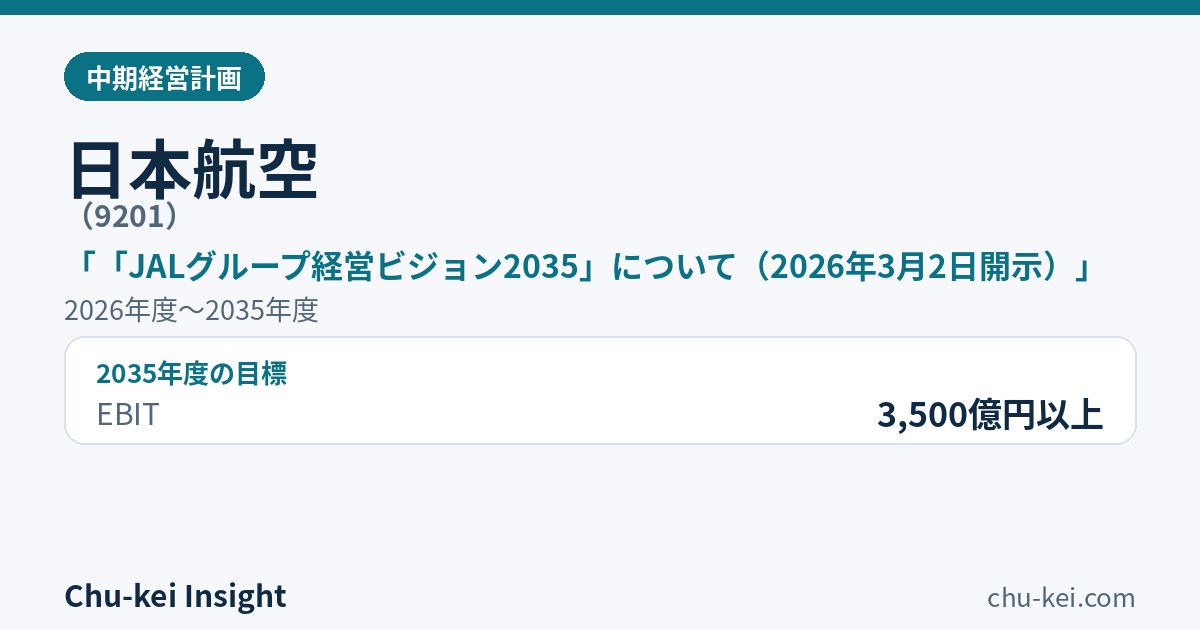 中期経営計画
日本航空
（9201）
「「JALグループ経営ビジョン2035」について（2026年3月2日開示）」
2026年度～2035年度
2035年度の目標
EBIT 3,500億円以上
Chu-kei Insight chu-kei.com